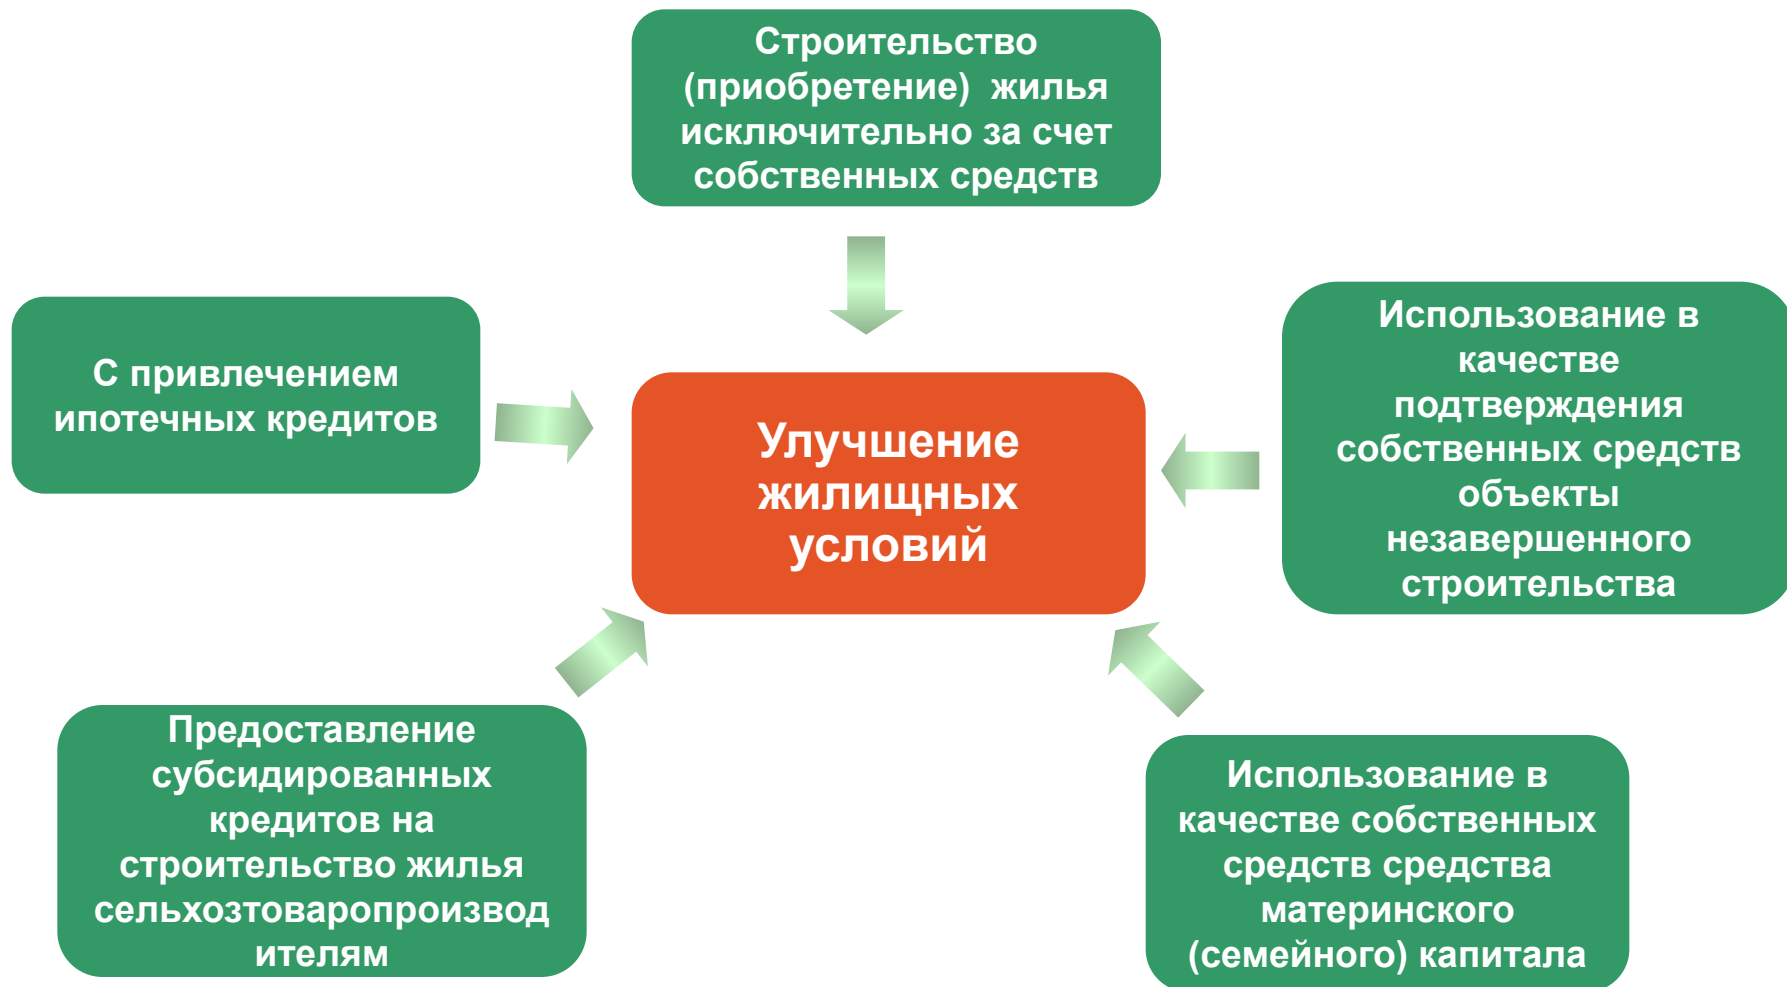 Строительство
(приобретение) жилья
исключительно за счет
собственных средств
С привлечением
ипотечных кредитов
Улучшение
жилищных
условий
Использование в
качестве
подтверждения
собственных средств
объекты
незавершенного
строительства
Предоставление
субсидированных
кредитов на
строительство жилья
сельхозтоваропроизвод
ителям
Использование в
качестве собственных
средств средства
материнского
(семейного) капитала